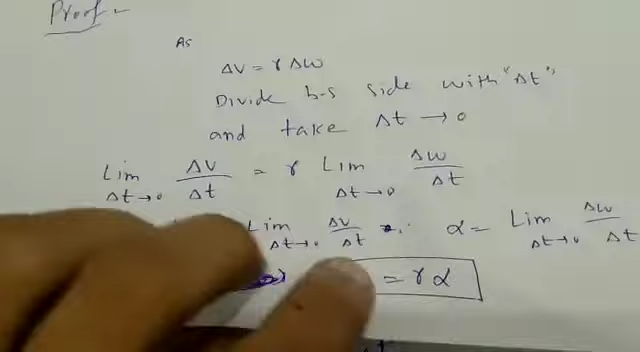 Proof -
As
Δv = r Δω
Divide b-s side with "Δt"
and take Δt → 0
Lim Δt→0 Δv/Δt = r Lim Δt→0 Δω/Δt
Lim Δt→0 Δv/Δt ∴ α = Lim Δt→0 Δω/Δt
= r α